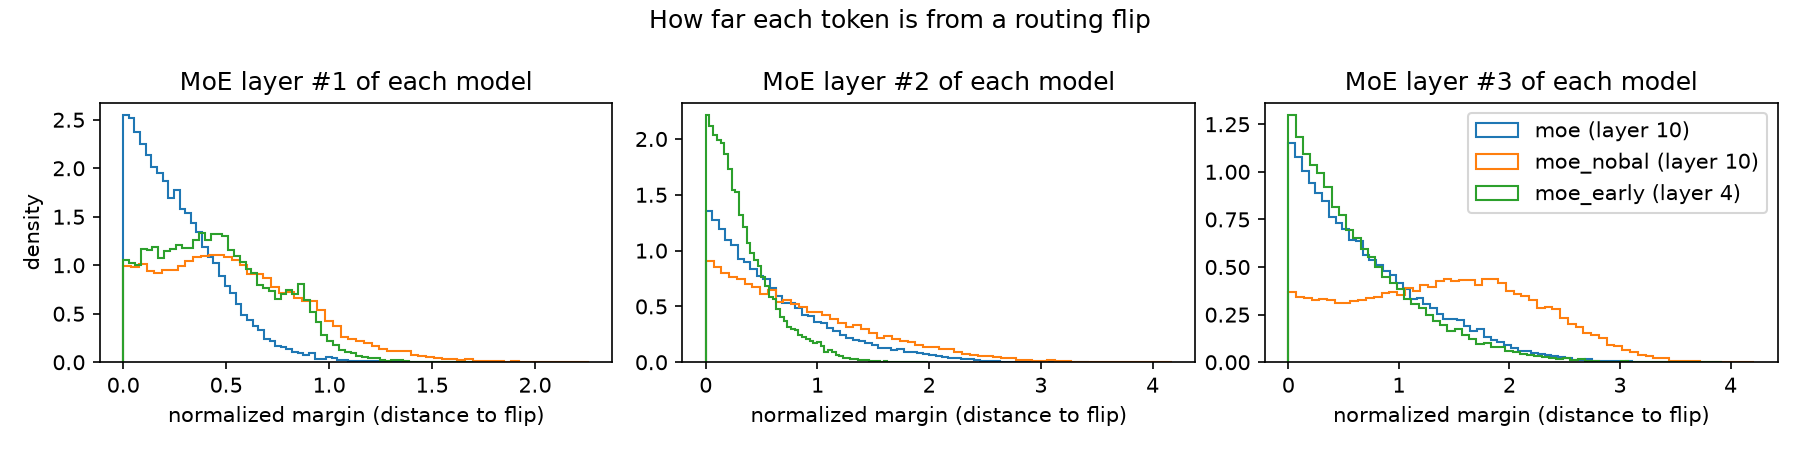 How far each token is from a routing flip
MoE layer #1 of each model
MoE layer #2 of each model
MoE layer #3 of each model
density
2.5
2.0
1.5
1.0
0.5
0.0
0.0
0.5
1.0
1.5
2.0
normalized margin (distance to flip)
2.0
1.5
1.0
0.5
0.0
0
1
2
3
4
normalized margin (distance to flip)
1.25
1.00
0.75
0.50
0.25
0.00
0
1
2
3
4
normalized margin (distance to flip)
moe (layer 10)
moe_nobal (layer 10)
moe_early (layer 4)